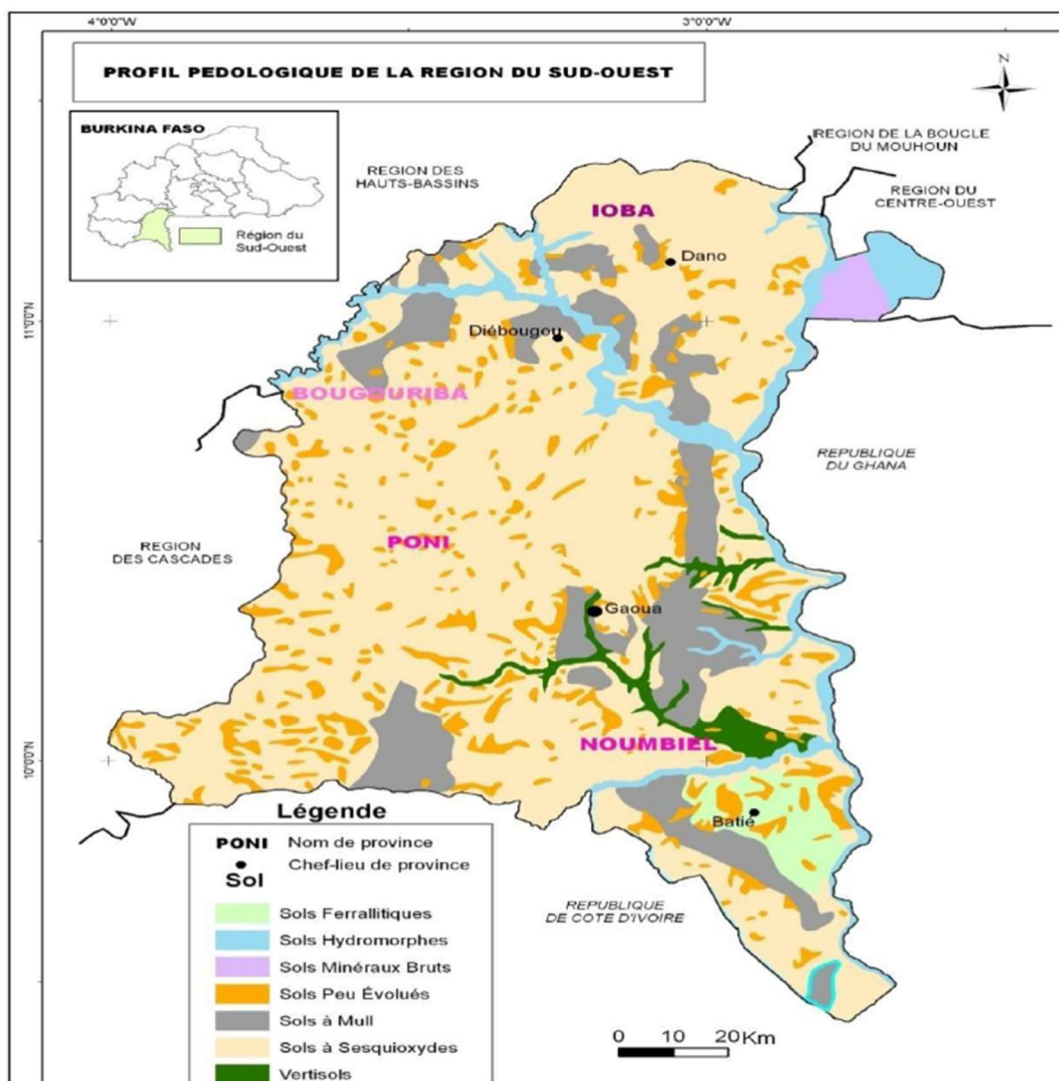 4°0'0"W
3°0'0"W
PROFIL PEDOLOGIQUE DE LA REGION DU SUD-OUEST
N
BURKINA FASO
Région du
Sud-Ouest
REGION DES
HAUTS-BASSINS
REGION DE LA BOUCLE
DU MOUHOUN
REGION DU
CENTRE-OUEST
IOBA
Dano
11°0'0"N
Diébougou
BOUGOURIBA
REPUBLIQUE
DU GHANA
REGION
DES CASCADES
PONI
Gaoua
NOUMBIEL
10°0'0"N
Batié
REPUBLIQUE
DE COTE D'IVOIRE
Légende
PONI Nom de province
Chef-lieu de province
Sol
Sols Ferrallitiques
Sols Hydromorphes
Sols Minéraux Bruts
Sols Peu Évolués
Sols à Mull
Sols à Sesquioxydes
Vertisols
0 10 20 Km